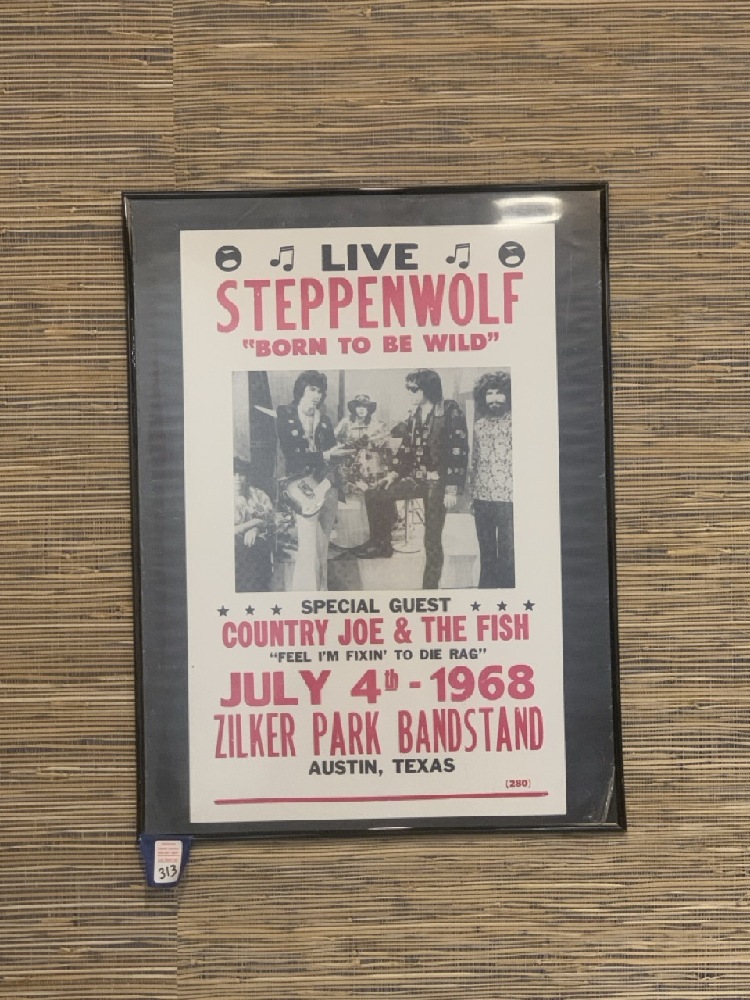 LIVE
STEPPENWOLF
"BORN TO BE WILD"
SPECIAL GUEST
COUNTRY JOE & THE FISH
"FEEL I'M FIXIN' TO DIE RAG"
JULY 4th - 1968
ZILKER PARK BANDSTAND
AUSTIN, TEXAS
(280)
313